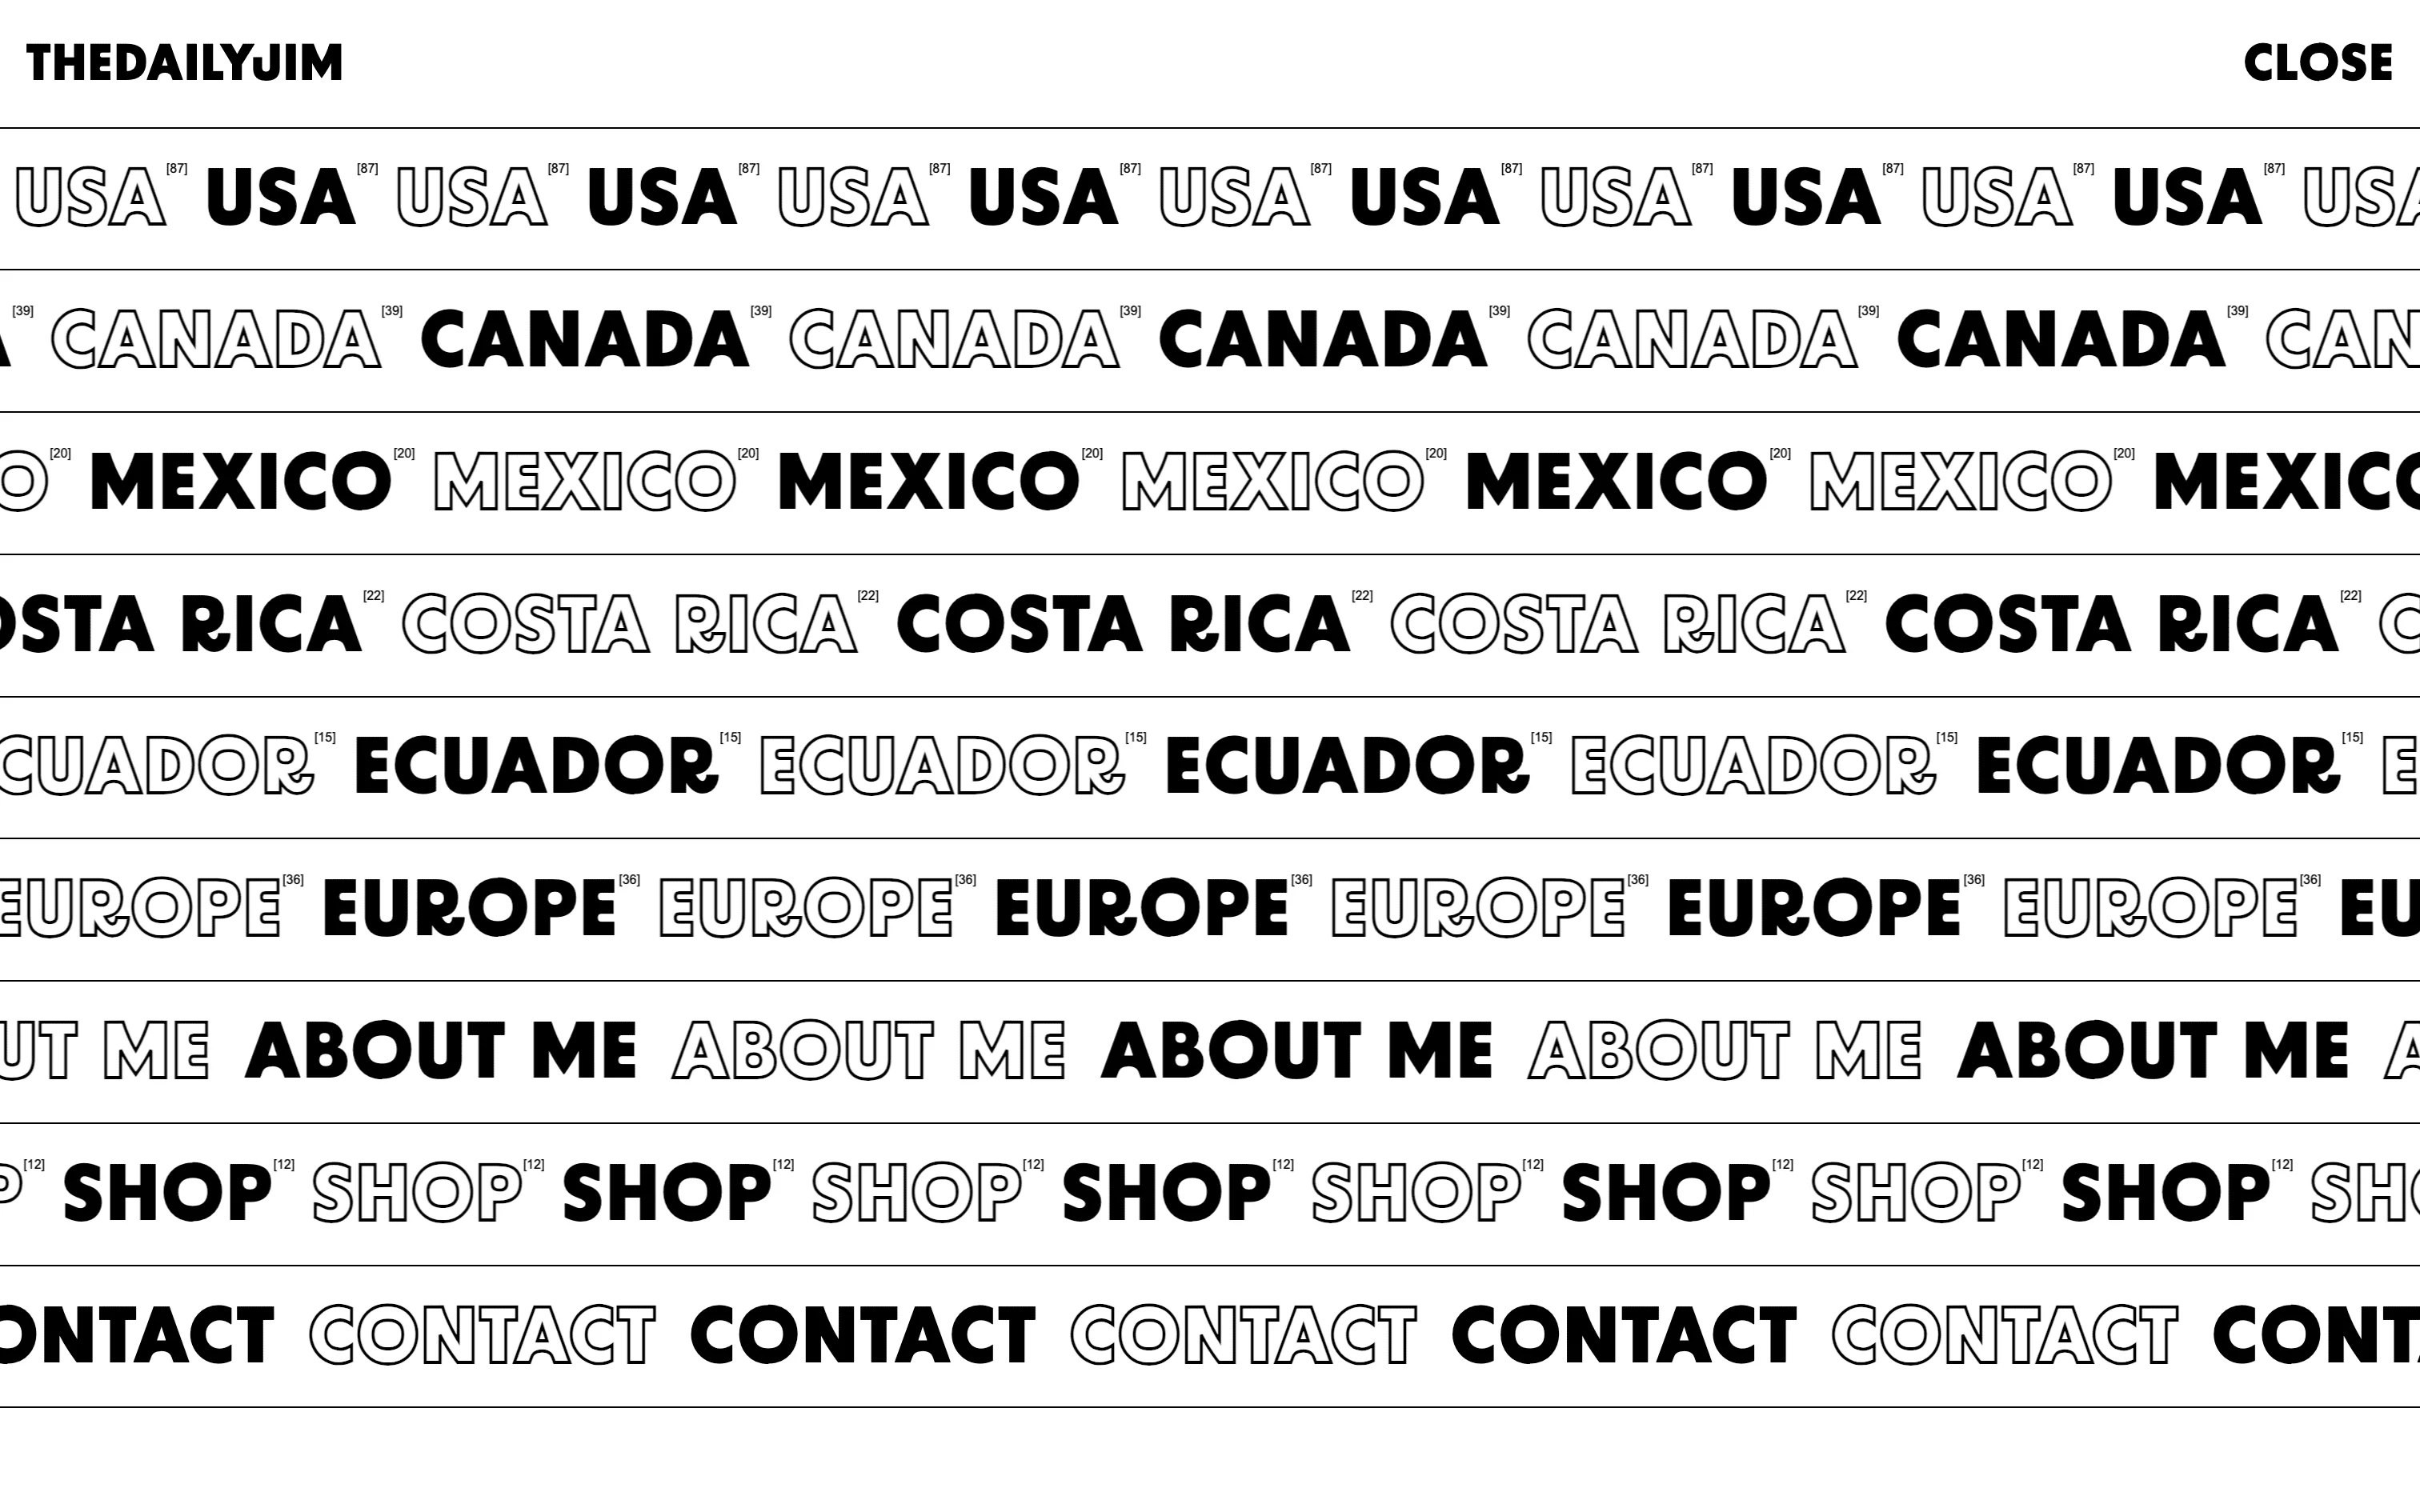 THEDAILYJIM CLOSE
USA [87] USA [87] USA [87] USA [87] USA [87] USA [87] USA [87] USA [87] USA [87] USA [87] USA [87] USA [87] USA
A [39] CANADA [39] CANADA [39] CANADA [39] CANADA [39] CANADA [39] CANADA [39] CAN
O [20] MEXICO [20] MEXICO [20] MEXICO [20] MEXICO [20] MEXICO [20] MEXICO [20] MEXICO
OSTA RICA [22] COSTA RICA [22] COSTA RICA [22] COSTA RICA [22] COSTA RICA [22] C
CUADOR [15] ECUADOR [15] ECUADOR [15] ECUADOR [15] ECUADOR [15] ECUADOR [15] E
EUROPE [36] EUROPE [36] EUROPE [36] EUROPE [36] EUROPE [36] EUROPE [36] EUROPE [36] EU
UT ME ABOUT ME ABOUT ME ABOUT ME ABOUT ME ABOUT ME A
P [12] SHOP [12] SHOP [12] SHOP [12] SHOP [12] SHOP [12] SHOP [12] SHOP [12] SHOP [12] SHOP [12] SHO
ONTACT CONTACT CONTACT CONTACT CONTACT CONTACT CONTA